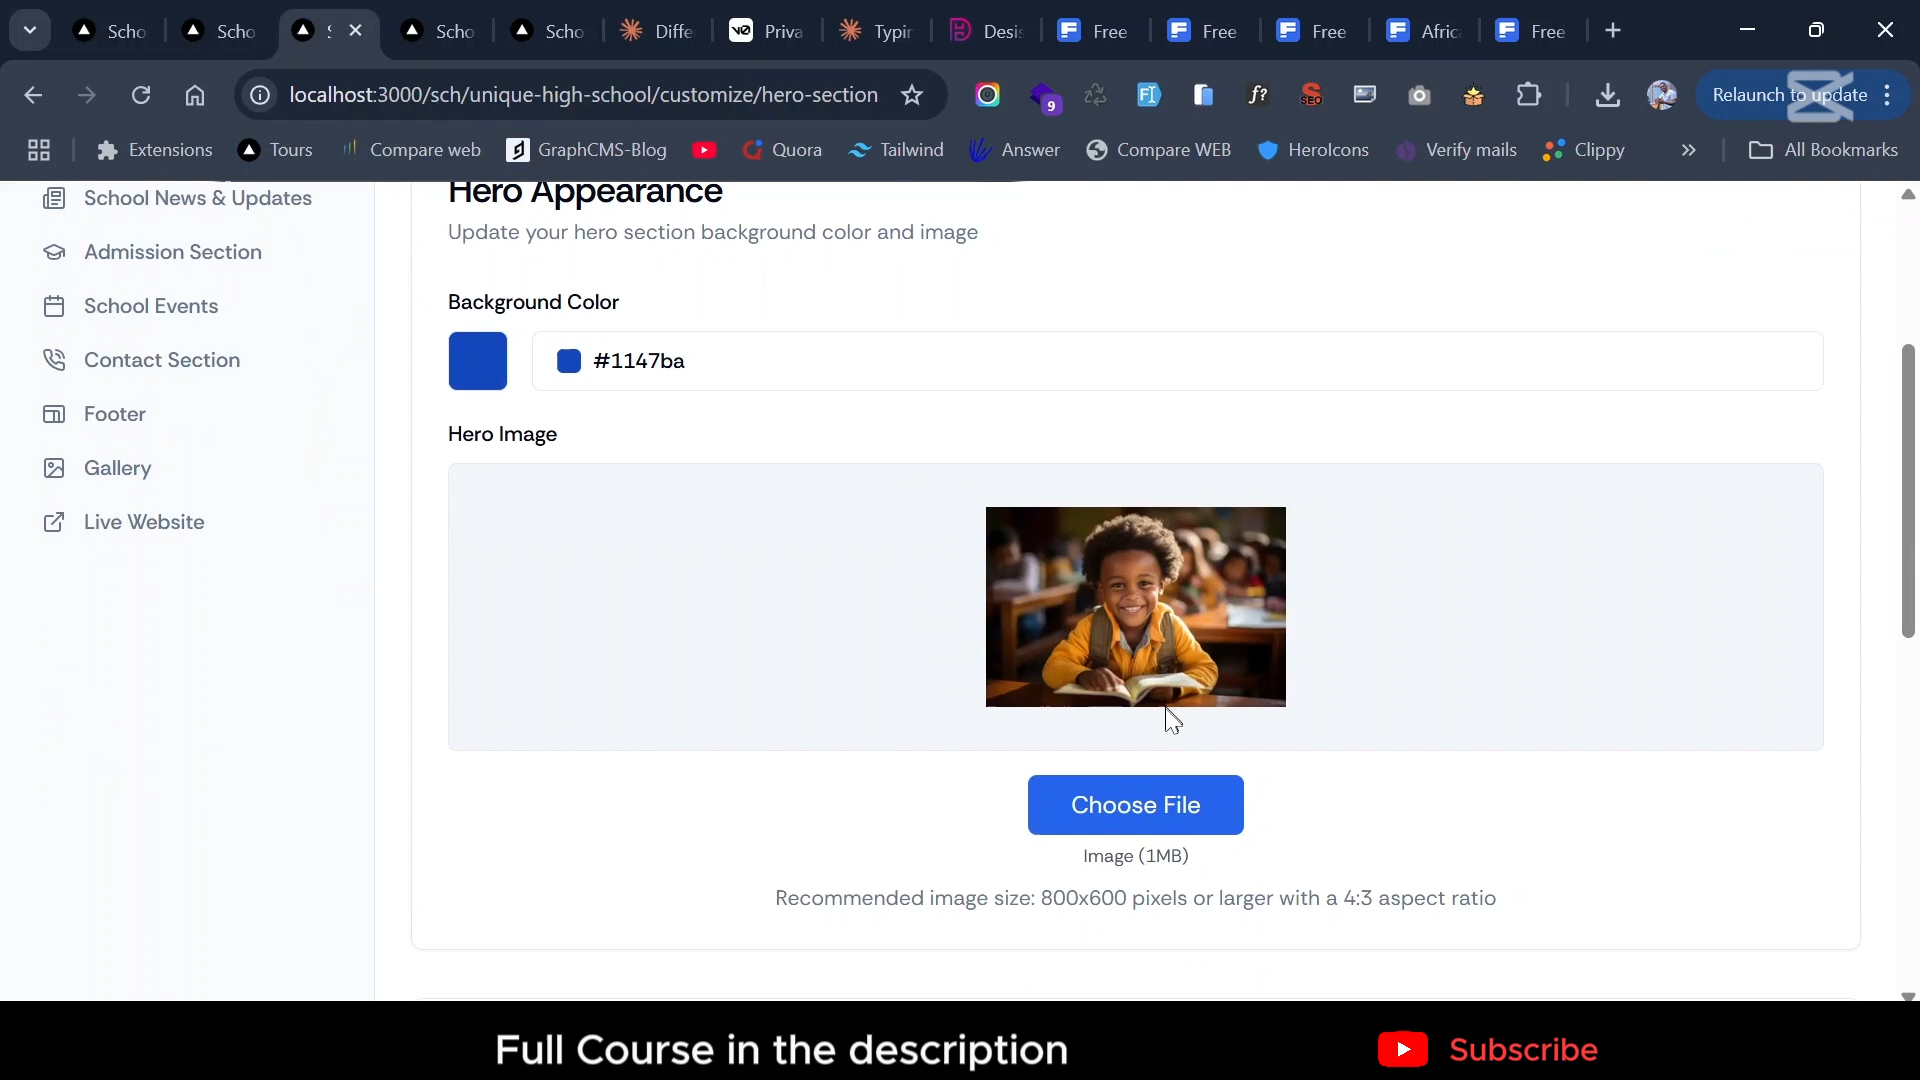 Scho
Scho
Scho
Scho
Diffe
Priva
Typin
Desis
Free
Free
Free
Afric
Free
localhost:3000/sch/unique-high-school/customize/hero-section
9
f?
SEO
Relaunch to update
Extensions
Tours
Compare web
GraphCMS-Blog
Quora
Tailwind
Answer
Compare WEB
HeroIcons
Verify mails
Clippy
»
All Bookmarks
School News & Updates
Admission Section
School Events
Contact Section
Footer
Gallery
Live Website
Hero Appearance
Update your hero section background color and image
Background Color
#1147ba
Hero Image
Choose File
Image (1MB)
Recommended image size: 800x600 pixels or larger with a 4:3 aspect ratio
Full Course in the description
Subscribe